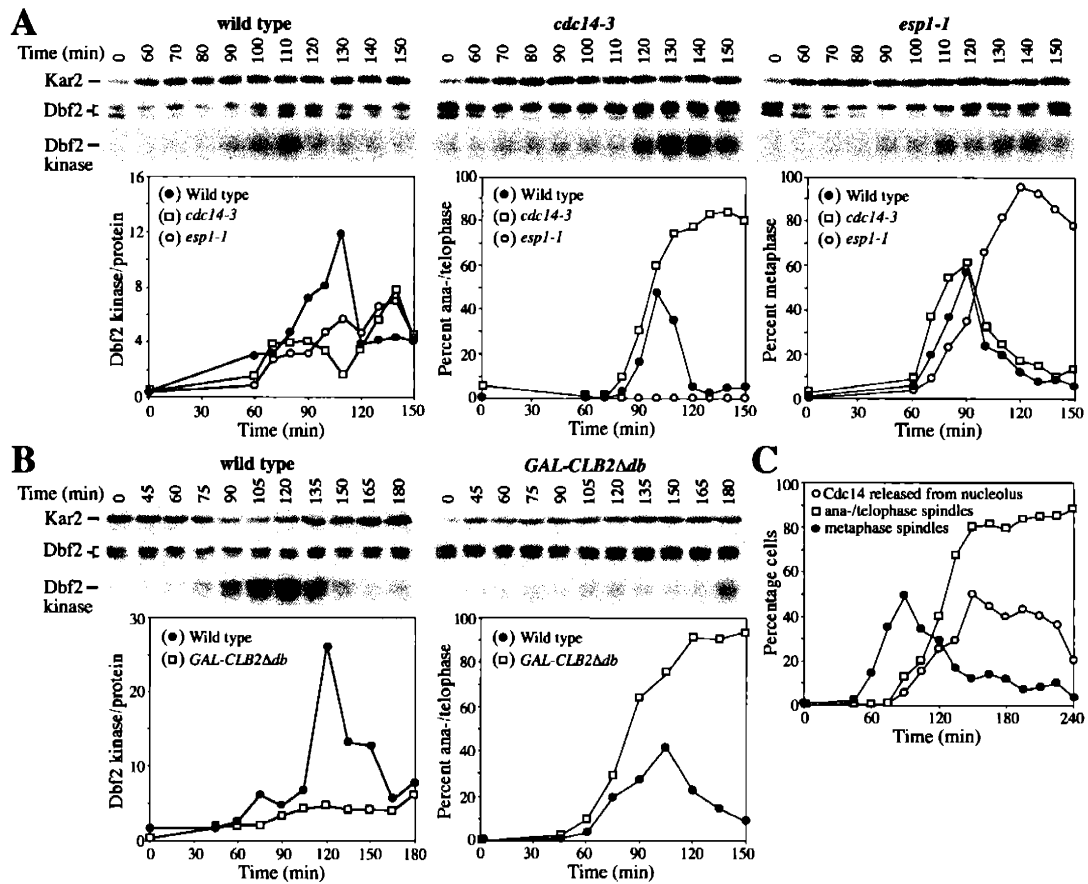 A
wild type
cdc14-3
esp1-1
Time (min) 0 60 70 80 90 100 110 120 130 140 150
0 60 70 80 90 100 110 120 130 140 150
0 60 70 80 90 100 110 120 130 140 150
Kar2
Dbf2
Dbf2 kinase
Dbf2 kinase/protein
16
12
8
4
0
(●) Wild type
(□) cdc14-3
(○) esp1-1
0 30 60 90 120 150
Time (min)
Percent ana-/telophase
100
80
60
40
20
0
(●) Wild type
(□) cdc14-3
(○) esp1-1
0 30 60 90 120 150
Time (min)
Percent metaphase
100
80
60
40
20
0
(●) Wild type
(□) cdc14-3
(○) esp1-1
0 30 60 90 120 150
Time (min)
B
wild type
GAL-CLB2Δdb
Time (min) 0 45 60 75 90 105 120 135 150 165 180
0 45 60 75 90 105 120 135 150 165 180
Kar2
Dbf2
Dbf2 kinase
Dbf2 kinase/protein
30
20
10
0
(●) Wild type
(□) GAL-CLB2Δdb
0 30 60 90 120 150 180
Time (min)
Percent ana-/telophase
100
80
60
40
20
0
(●) Wild type
(□) GAL-CLB2Δdb
0 30 60 90 120 150
Time (min)
C
Percentage cells
100
80
60
40
20
0
○ Cdc14 released from nucleolus
□ ana-/telophase spindles
● metaphase spindles
0 60 120 180 240
Time (min)